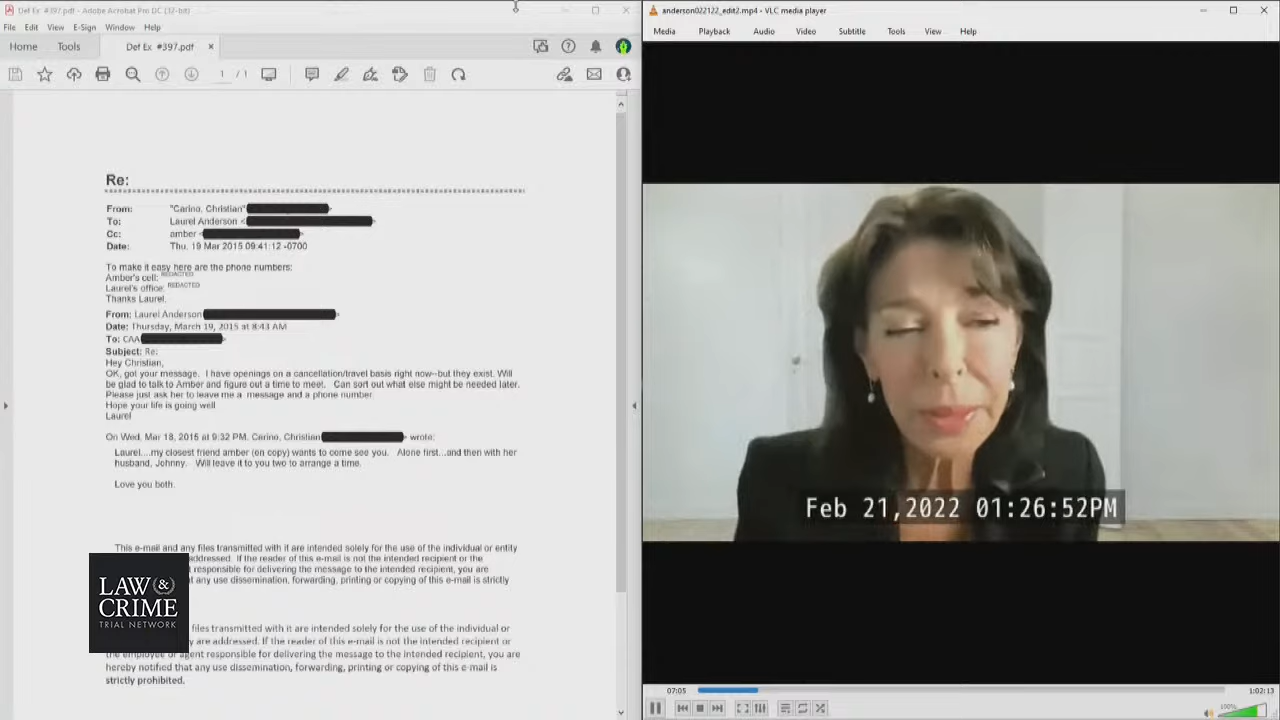 Def Ex #397.pdf - Adobe Acrobat Pro DC (32-bit)
File Edit View E-Sign Window Help
Home Tools Def Ex #397.pdf ×
1 / 1
Re:
From: "Carino, Christian"
To: Laurel Anderson <
Cc: amber <
Date: Thu, 19 Mar 2015 09:41:12 -0700
To make it easy here are the phone numbers:
Amber's cell: REDACTED
Laurel's office: REDACTED
Thanks Laurel.
From: Laurel Anderson
Date: Thursday, March 19, 2015 at 8:43 AM
To: CAA
Subject: Re:
Hey Christian,
OK, got your message. I have openings on a cancellation/travel basis right now--but they exist. Will
be glad to talk to Amber and figure out a time to meet. Can sort out what else might be needed later.
Please just ask her to leave me a message and a phone number.
Hope your life is going well
Laurel
On Wed, Mar 18, 2015 at 9:32 PM, Carino, Christian wrote:
Laurel....my closest friend amber (on copy) wants to come see you. Alone first...and then with her
husband, Johnny. Will leave it to you two to arrange a time.
Love you both.
This e-mail and any files transmitted with it are intended solely for the use of the individual or entity
addressed. If the reader of this e-mail is not the intended recipient or the
responsible for delivering the message to the intended recipient, you are
any use dissemination, forwarding, printing or copying of this e-mail is strictly
files transmitted with it are intended solely for the use of the individual or
y are addressed. If the reader of this e-mail is not the intended recipient or
the employee or agent responsible for delivering the message to the intended recipient, you are
hereby notified that any use dissemination, forwarding, printing or copying of this e-mail is
strictly prohibited.
LAW &
CRIME
TRIAL NETWORK
anderson022122_edit2.mp4 - VLC media player
Media Playback Audio Video Subtitle Tools View Help
Feb 21,2022 01:26:52PM
07:05
1:02:13
100%